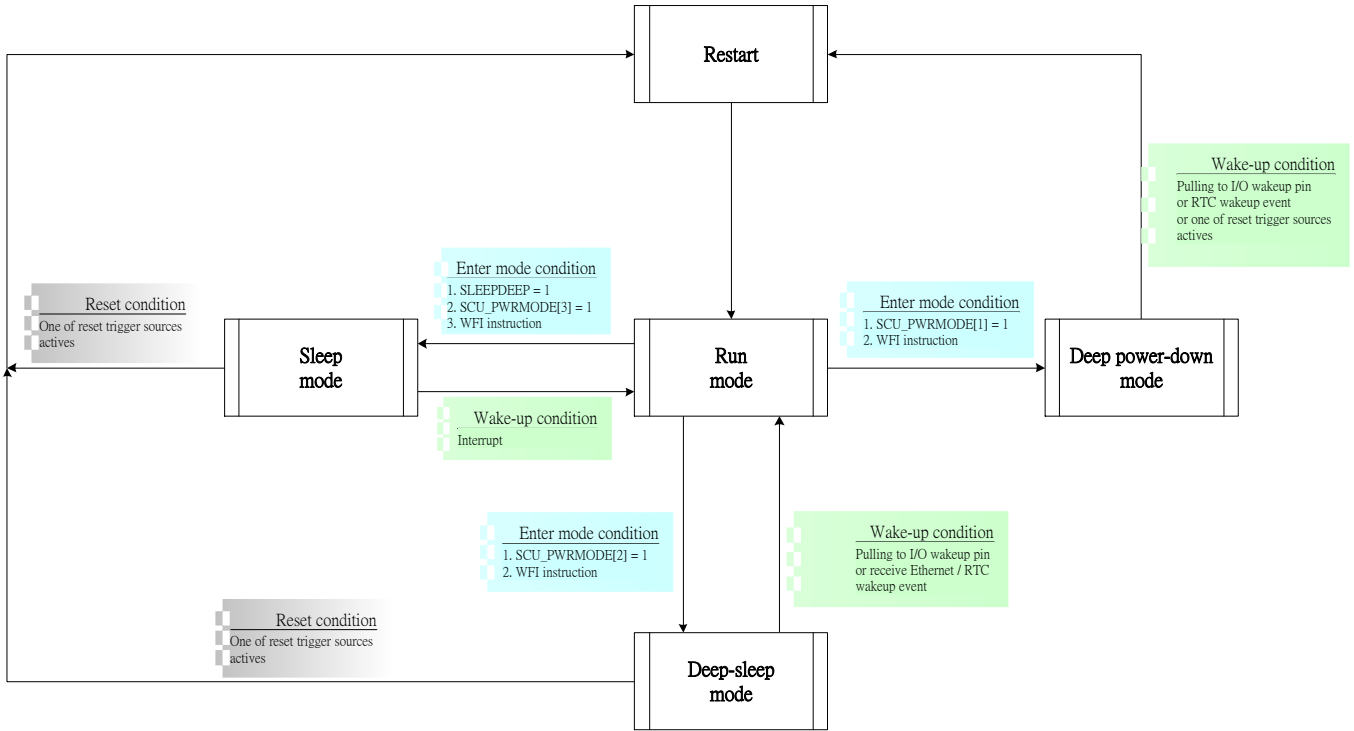 Restart
Wake-up condition
Pulling to I/O wakeup pin
or RTC wakeup event
or one of reset trigger sources
actives
Enter mode condition
1. SLEEPDEEP = 1
2. SCU_PWRMODE[3] = 1
3. WFI instruction
Reset condition
One of reset trigger sources
actives
Enter mode condition
1. SCU_PWRMODE[1] = 1
2. WFI instruction
Sleep
mode
Run
mode
Deep power-down
mode
Wake-up condition
Interrupt
Enter mode condition
1. SCU_PWRMODE[2] = 1
2. WFI instruction
Wake-up condition
Pulling to I/O wakeup pin
or receive Ethernet / RTC
wakeup event
Reset condition
One of reset trigger sources
actives
Deep-sleep
mode